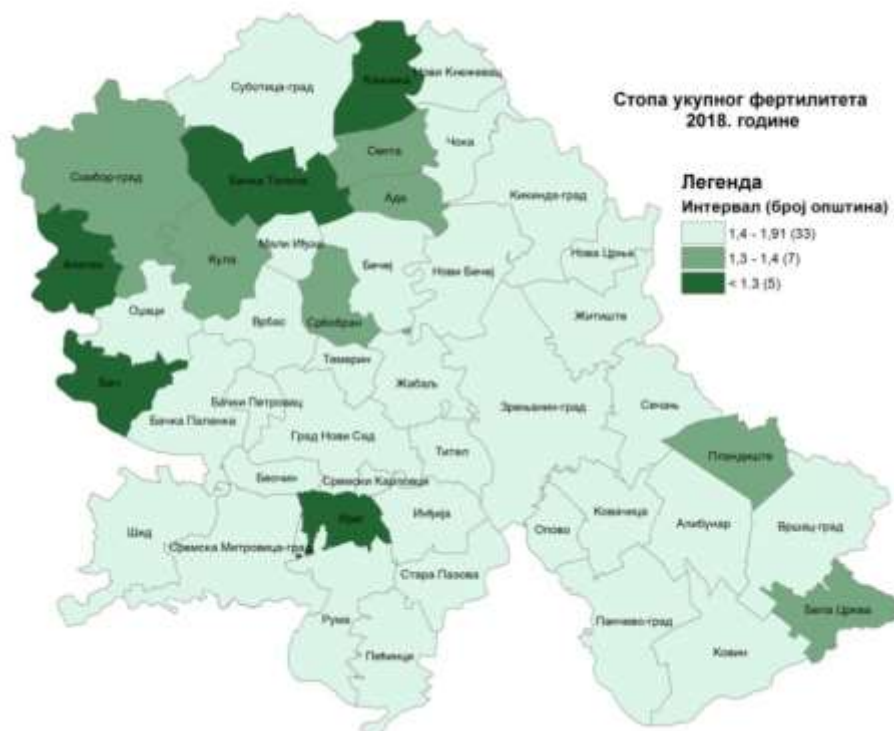 Стопа укупног фертилитета
2018. године
Легенда
Интервал (број општина)
1,4 - 1,91 (33)
1,3 - 1,4 (7)
< 1.3 (5)
Суботица-град
Кањижа
Нови Кнежевац
Чока
Сента
Сомбор-град
Бачка Топола
Ада
Кикинда-град
Апатин
Кула
Мали Иђош
Бечеј
Нови Бечеј
Нова Црња
Оџаци
Врбас
Србобран
Житиште
Темерин
Бач
Бачки Петровац
Жабаљ
Зрењанин-град
Сечањ
Бачка Паланка
Град Нови Сад
Тител
Пландиште
Беочин
Сремски Карловци
Шид
Ириг
Инђија
Опово
Ковачица
Алибунар
Вршац-град
Сремска Митровица-град
Стара Пазова
Рума
Панчево-град
Бела Црква
Пећинци
Ковин